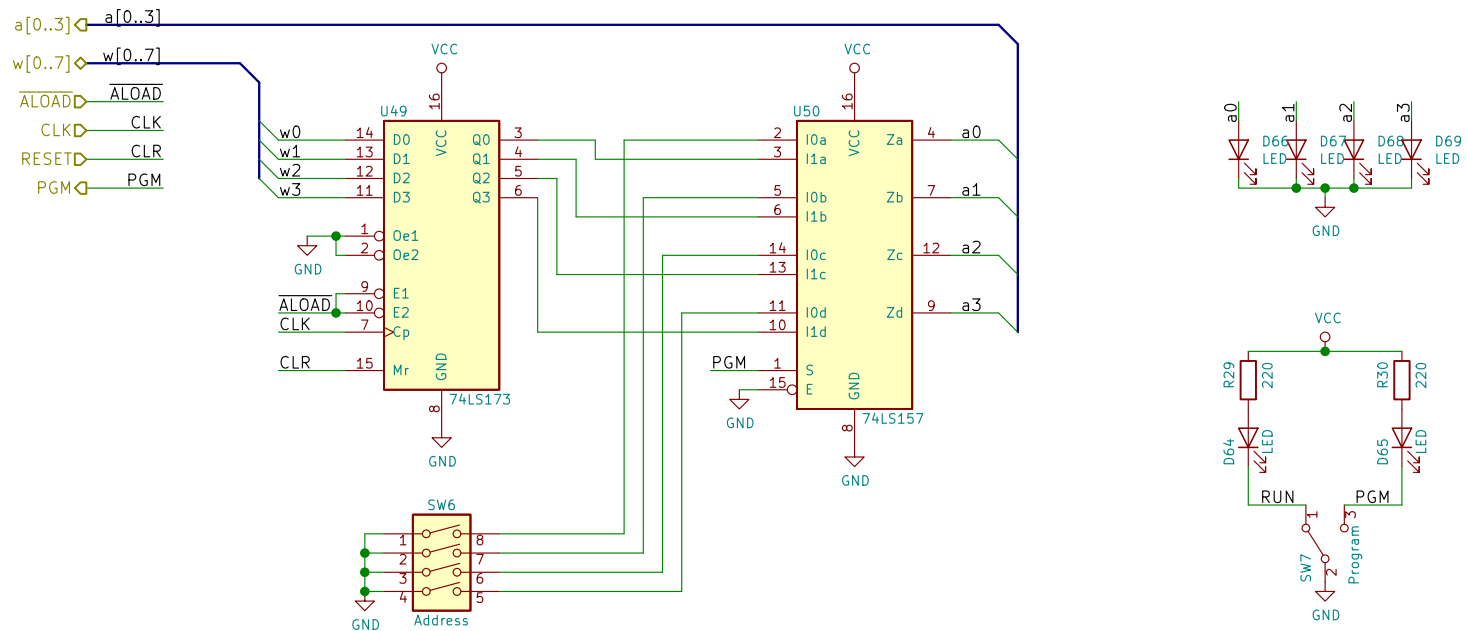 a[0..3] a[0..3]
w[0..7] w[0..7]
ALOAD ALOAD
CLK CLK
RESET CLR
PGM PGM
VCC
16
U49
VCC
w0 14 D0 Q0 3
w1 13 D1 Q1 4
w2 12 D2 Q2 5
w3 11 D3 Q3 6
1 Oe1
2 Oe2
GND
9 E1
ALOAD 10 E2
CLK 7 Cp
CLR 15 Mr
GND
8
74LS173
GND
VCC
16
U50
VCC
2 I0a Za 4 a0
3 I1a
5 I0b Zb 7 a1
6 I1b
14 I0c Zc 12 a2
13 I1c
11 I0d Zd 9 a3
10 I1d
PGM 1 S
15 E
GND
GND
8
74LS157
GND
SW6
1 8
2 7
3 6
4 5
GND
Address
a0 a1 a2 a3
D66 D67 D68 D69
LED LED LED LED
GND
VCC
R29 220 R30 220
D64 LED D65 LED
RUN PGM
1 3
SW7 2 Program
GND